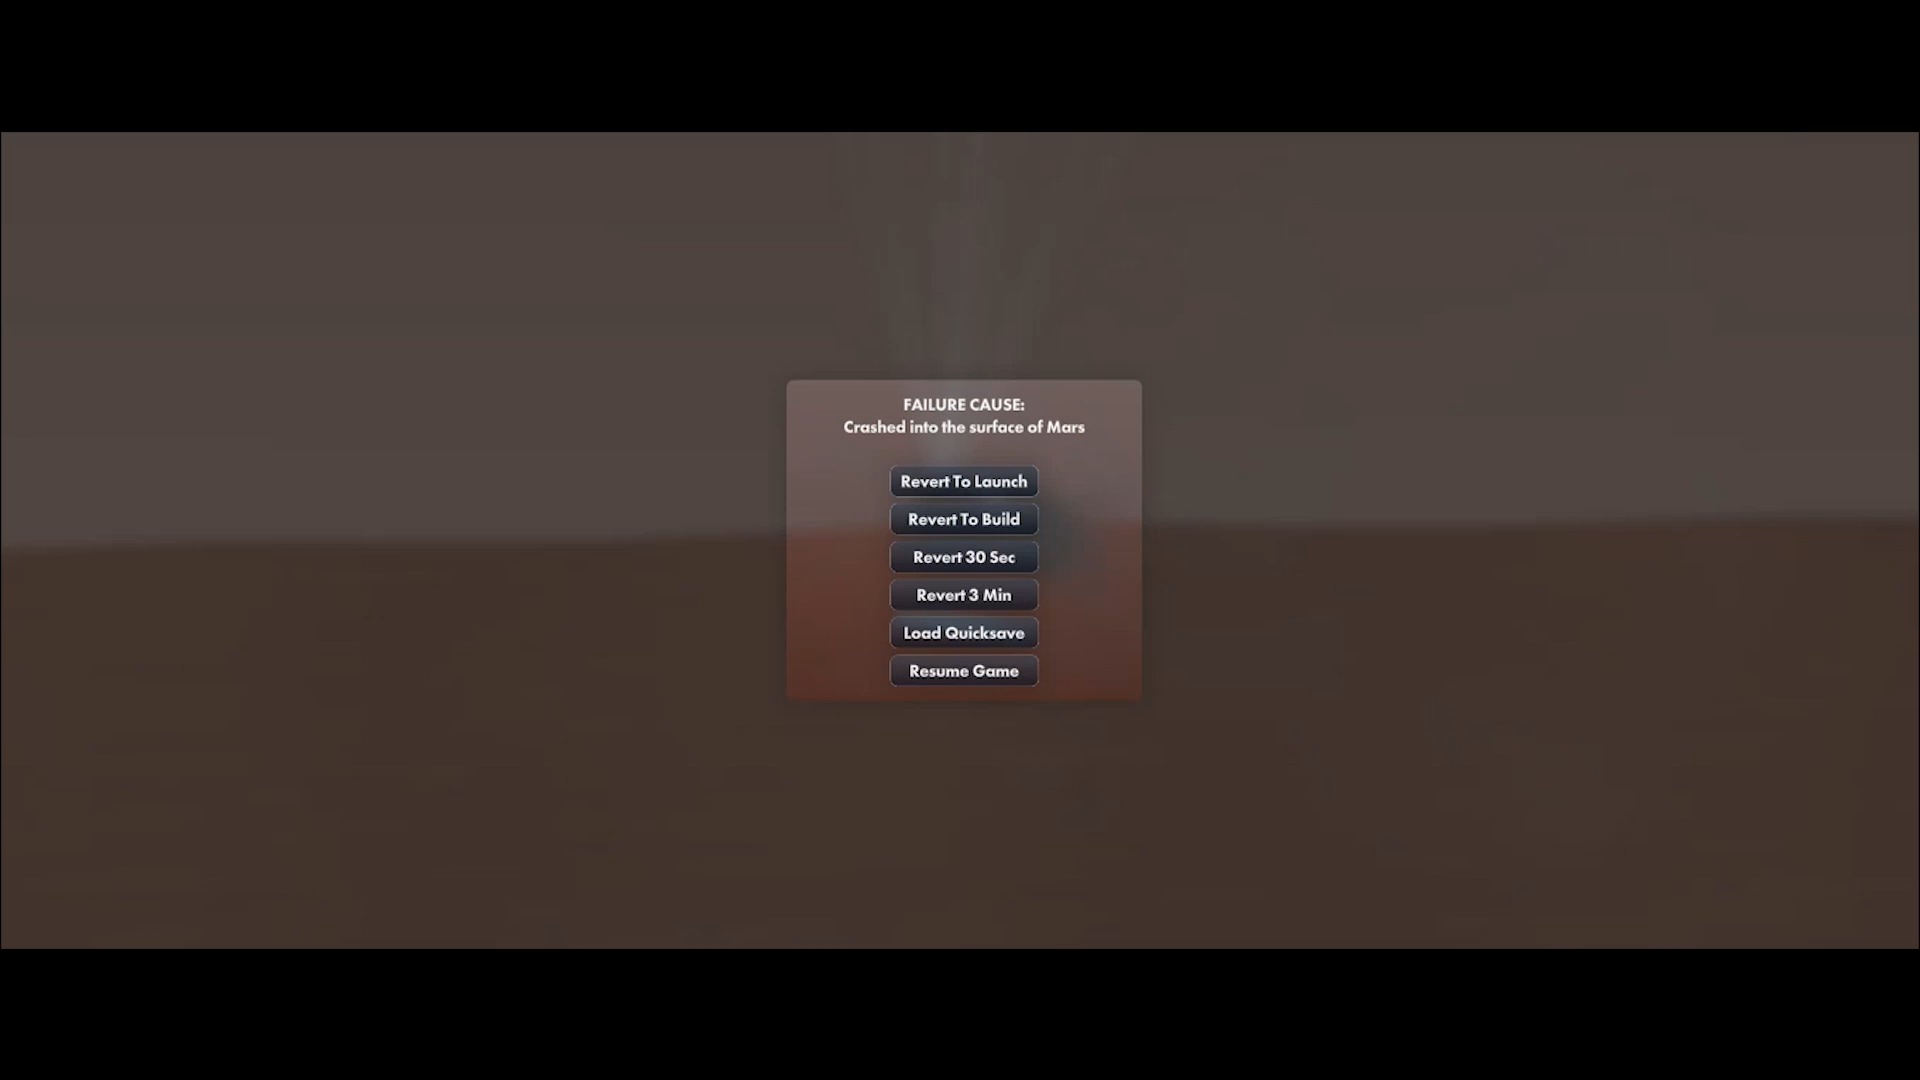 FAILURE CAUSE:
Crashed into the surface of Mars
Revert To Launch
Revert To Build
Revert 30 Sec
Revert 3 Min
Load Quicksave
Resume Game